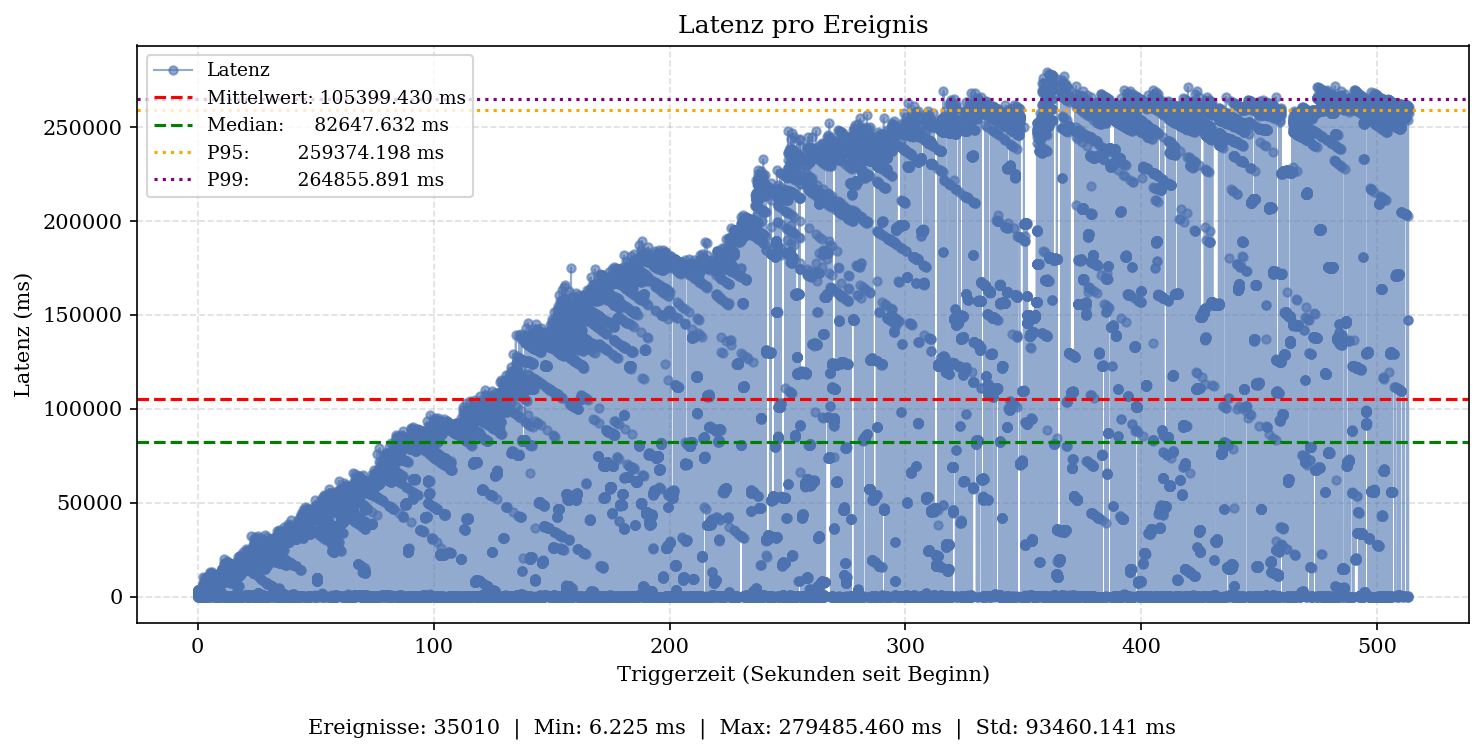 Latenz pro Ereignis
Latenz
Mittelwert: 105399.430 ms
Median: 82647.632 ms
P95: 259374.198 ms
P99: 264855.891 ms
Latenz (ms)
250000
200000
150000
100000
50000
0
0 100 200 300 400 500
Triggerzeit (Sekunden seit Beginn)
Ereignisse: 35010 | Min: 6.225 ms | Max: 279485.460 ms | Std: 93460.141 ms